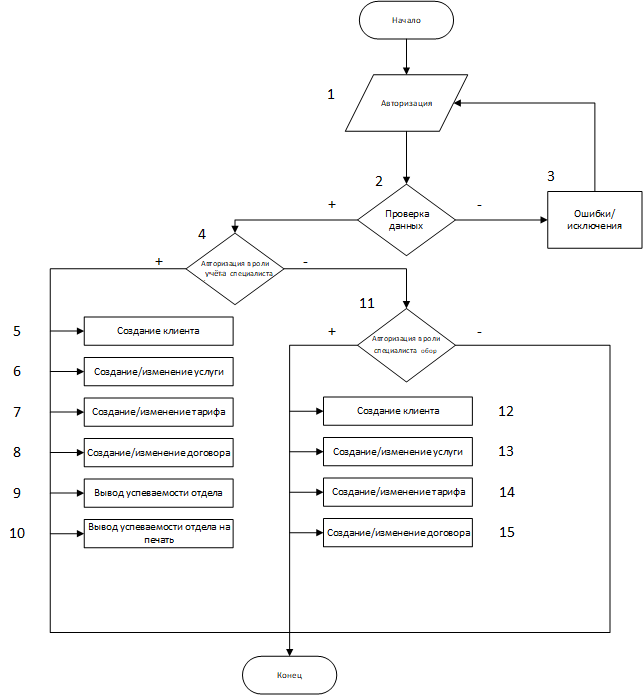 Начало
1
Авторизация
2
3
+
-
Проверка
данных
Ошибки/
исключения
4
+
-
Авторизация в роли
учёта специалиста
11
+
-
Авторизация в роли
специалиста обор
5
Создание клиента
6
Создание/изменение услуги
7
Создание/изменение тарифа
8
Создание/изменение договора
9
Вывод успеваемости отдела
10
Вывод успеваемости отдела на
печать
Создание клиента
12
Создание/изменение услуги
13
Создание/изменение тарифа
14
Создание/изменение договора
15
Конец